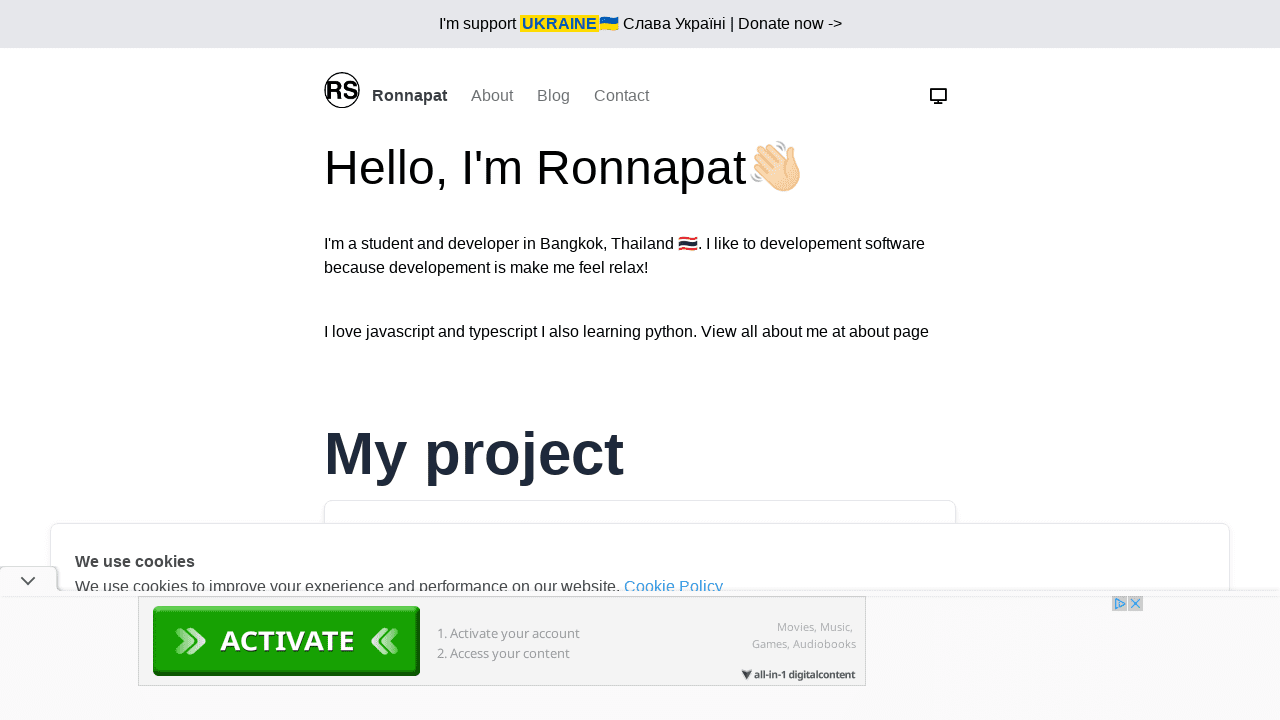 I'm support UKRAINE🇺🇦 Слава Україні | Donate now ->
RS Ronnapat About Blog Contact
Hello, I'm Ronnapat👋🏻
I'm a student and developer in Bangkok, Thailand 🇹🇭. I like to developement software
because developement is make me feel relax!
I love javascript and typescript I also learning python. View all about me at about page
My project
We use cookies
We use cookies to improve your experience and performance on our website. Cookie Policy
ACTIVATE
1. Activate your account
2. Access your content
Movies, Music,
Games, Audiobooks
all-in-1 digitalcontent